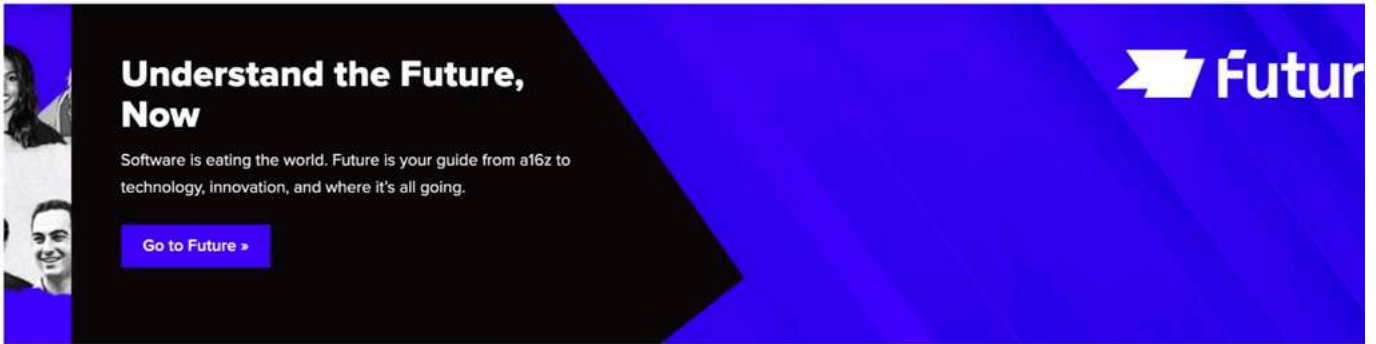 Understand the Future,
Now
Software is eating the world. Future is your guide from a16z to
technology, innovation, and where it's all going.
Go to Future »
Futur